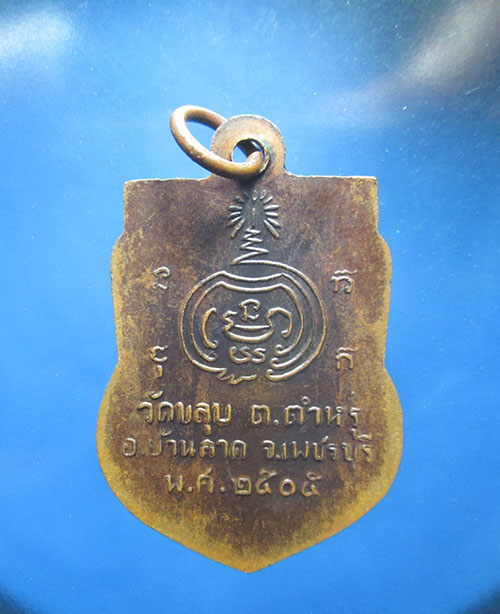 วัดขลุบ ต.ตำหรุ
อ.บ้านลาด จ.เพชรบุรี
พ.ศ.๒๕๐๕